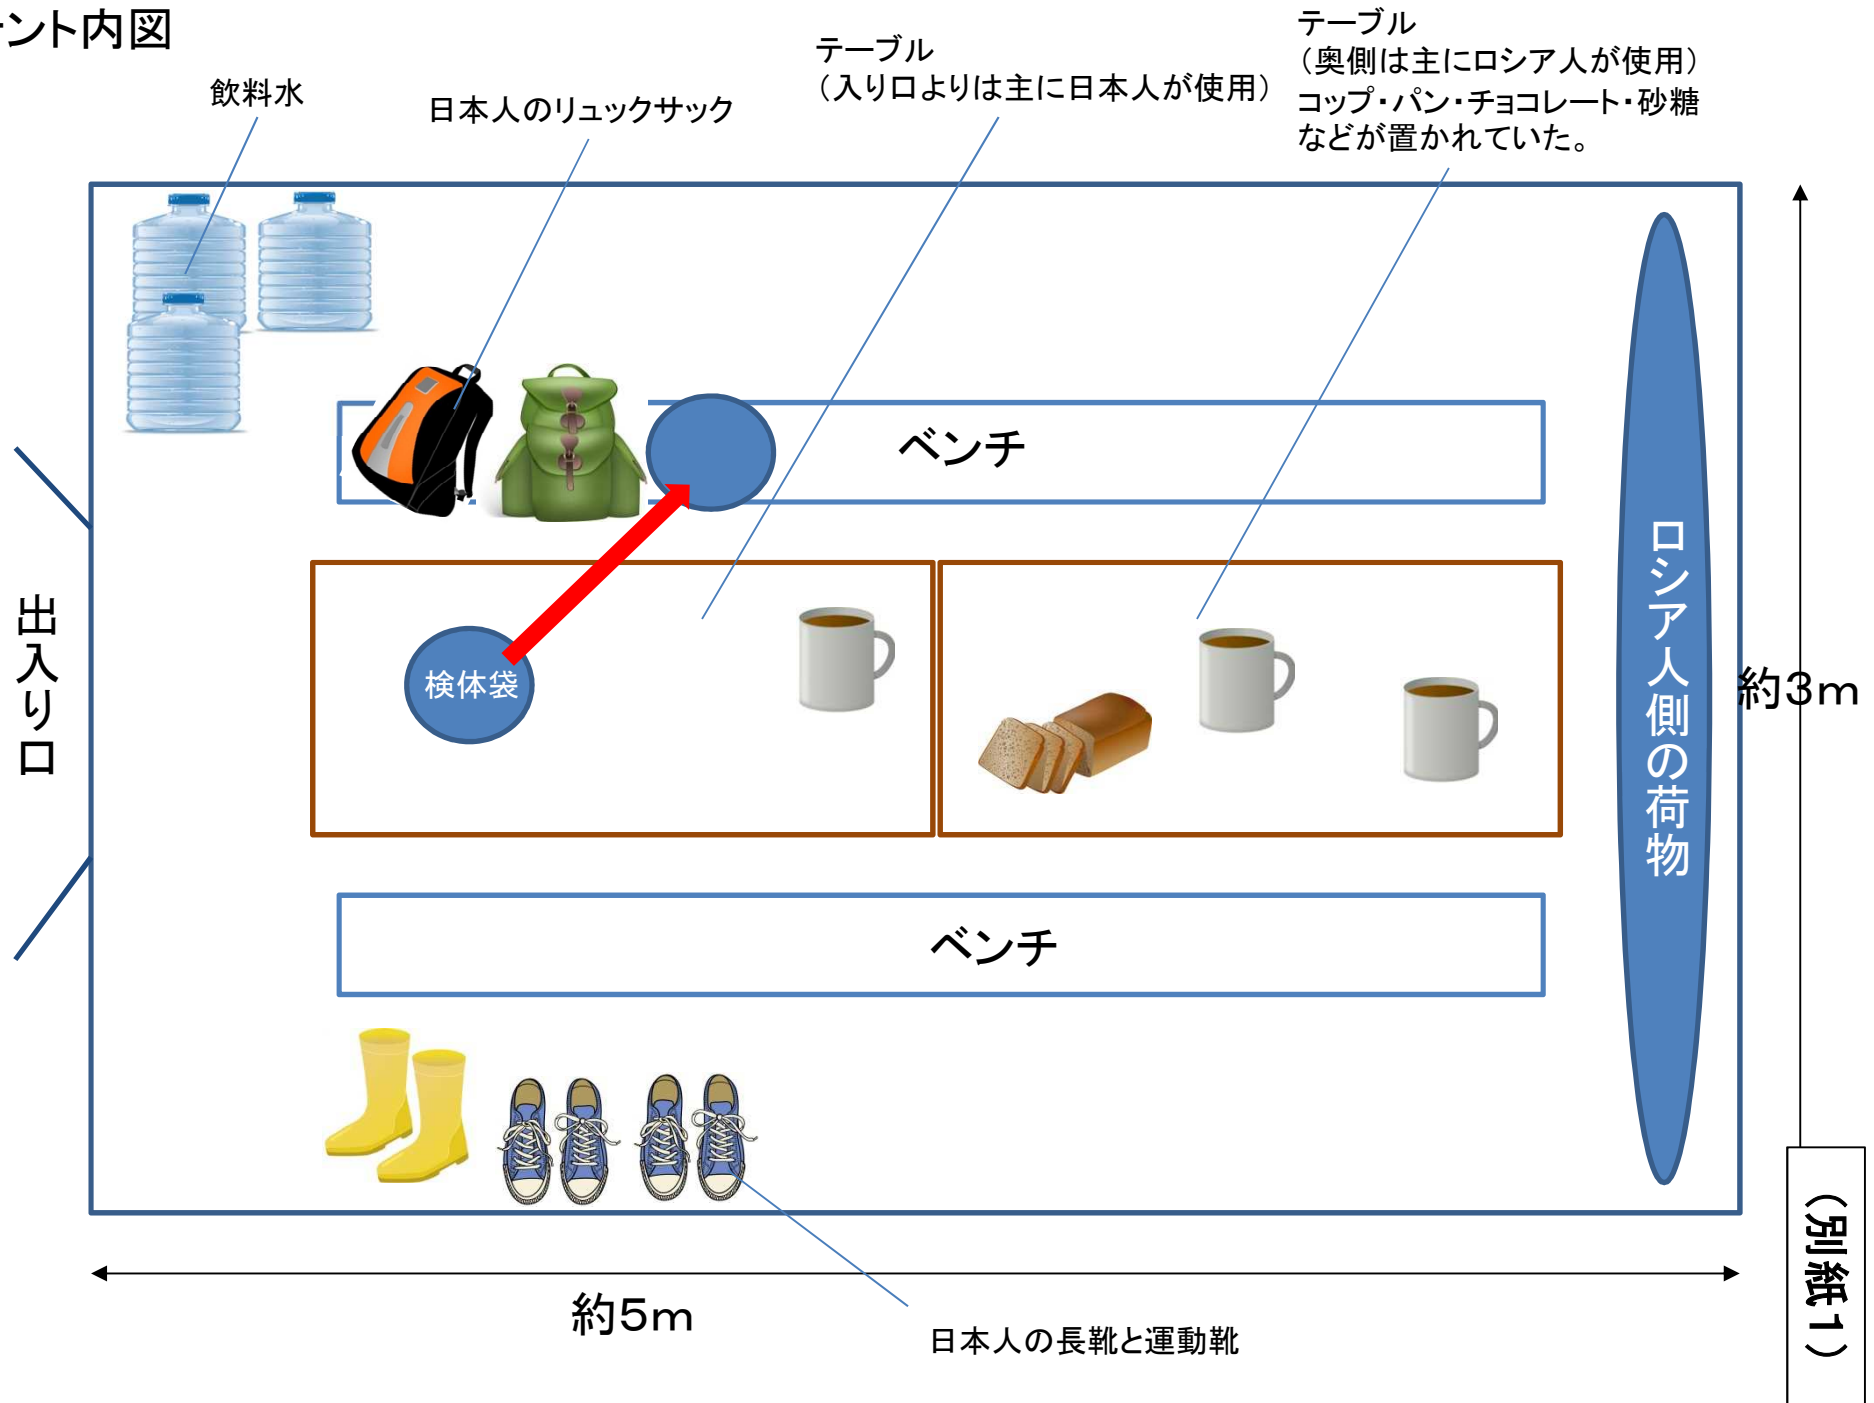 ント内図
飲料水
日本人のリュックサック
テーブル
（入り口よりは主に日本人が使用）
テーブル
（奥側は主にロシア人が使用）
コップ・パン・チョコレート・砂糖
などが置かれていた。
ベンチ
出入り口
検体袋
ロシア人側の荷物
約3m
ベンチ
約5m
日本人の長靴と運動靴
（別紙1）